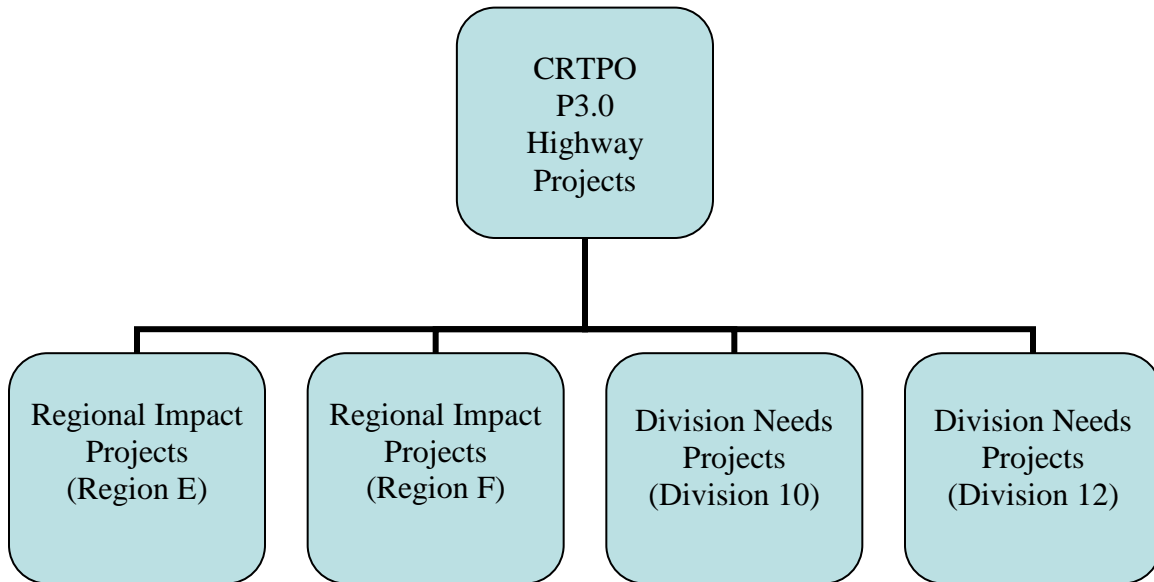 CRTPO
P3.0
Highway
Projects
Regional Impact
Projects
(Region E)
Regional Impact
Projects
(Region F)
Division Needs
Projects
(Division 10)
Division Needs
Projects
(Division 12)